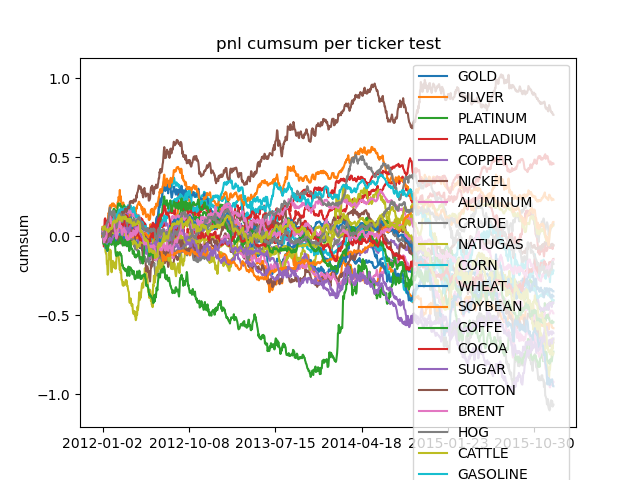 pnl cumsum per ticker test
1.0
0.5
0.0
−0.5
−1.0
cumsum
2012-01-02 2012-10-08 2013-07-15 2014-04-18 2015-01-23 2015-10-30
GOLD
SILVER
PLATINUM
PALLADIUM
COPPER
NICKEL
ALUMINUM
CRUDE
NATUGAS
CORN
WHEAT
SOYBEAN
COFFE
COCOA
SUGAR
COTTON
BRENT
HOG
CATTLE
GASOLINE